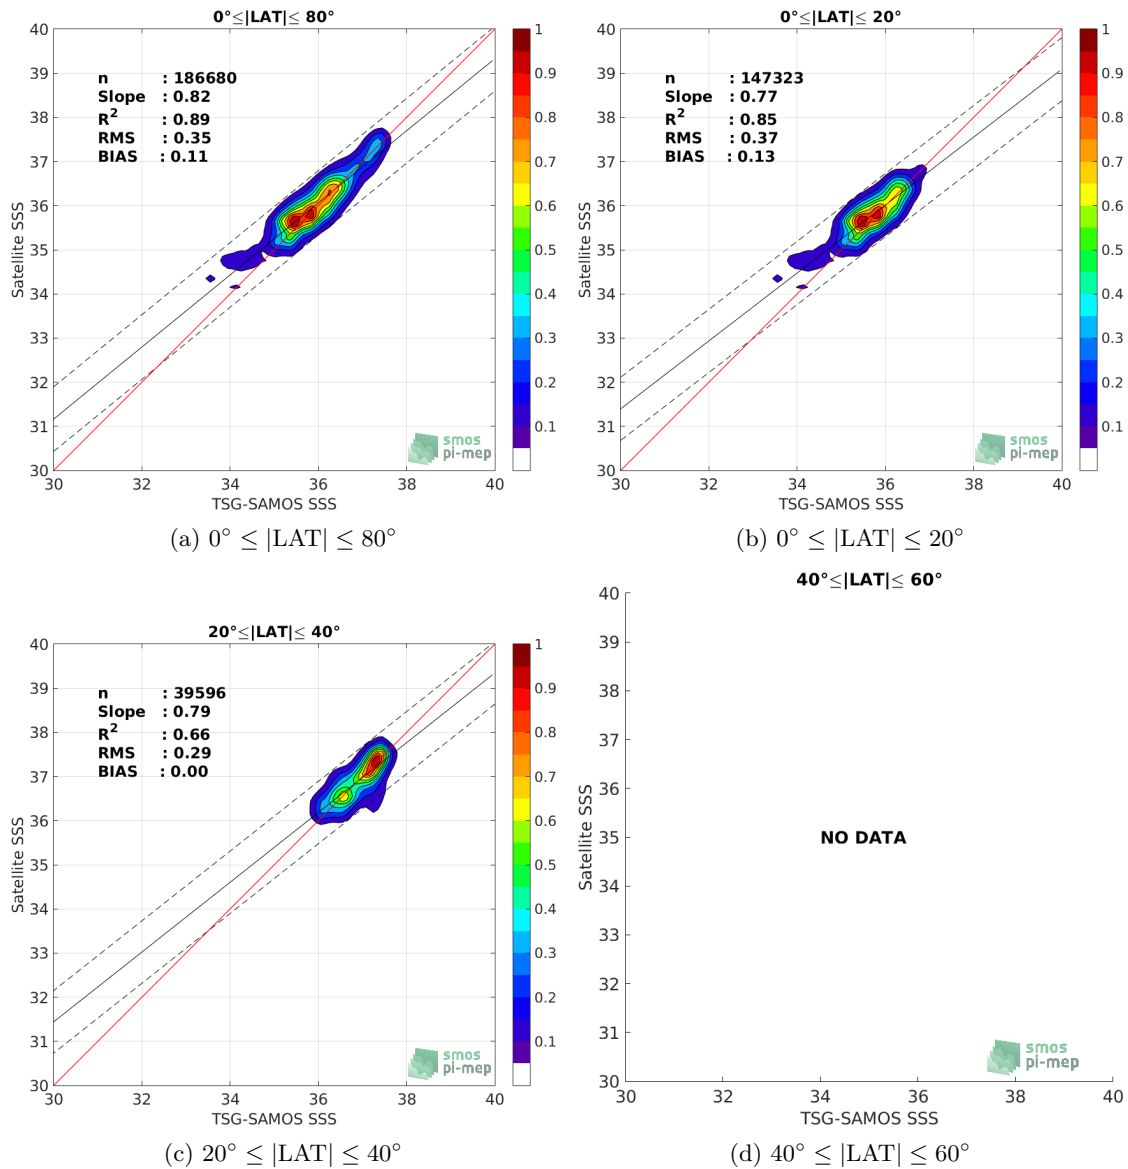 0°≤|LAT|≤ 80°
n : 186680
Slope : 0.82
R2 : 0.89
RMS : 0.35
BIAS : 0.11
Satellite SSS
40
39
38
37
36
35
34
33
32
31
30
30 32 34 36 38 40
TSG-SAMOS SSS
1
0.9
0.8
0.7
0.6
0.5
0.4
0.3
0.2
0.1
smos
pi-mep
(a) 0° ≤ |LAT| ≤ 80°
0°≤|LAT|≤ 20°
n : 147323
Slope : 0.77
R2 : 0.85
RMS : 0.37
BIAS : 0.13
Satellite SSS
40
39
38
37
36
35
34
33
32
31
30
30 32 34 36 38 40
TSG-SAMOS SSS
1
0.9
0.8
0.7
0.6
0.5
0.4
0.3
0.2
0.1
smos
pi-mep
(b) 0° ≤ |LAT| ≤ 20°
20°≤|LAT|≤ 40°
n : 39596
Slope : 0.79
R2 : 0.66
RMS : 0.29
BIAS : 0.00
Satellite SSS
40
39
38
37
36
35
34
33
32
31
30
30 32 34 36 38 40
TSG-SAMOS SSS
1
0.9
0.8
0.7
0.6
0.5
0.4
0.3
0.2
0.1
smos
pi-mep
(c) 20° ≤ |LAT| ≤ 40°
40°≤|LAT|≤ 60°
NO DATA
Satellite SSS
40
39
38
37
36
35
34
33
32
31
30
30 32 34 36 38 40
TSG-SAMOS SSS
smos
pi-mep
(d) 40° ≤ |LAT| ≤ 60°